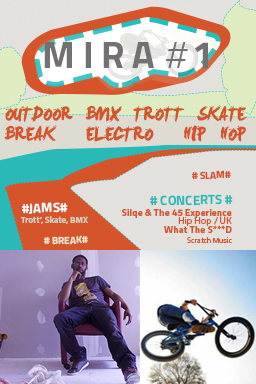 MIRA #1
OUTDOOR BMX TROTT SKATE
BREAK ELECTRO HIP HOP
# SLAM#
#JAMS#
Trott', Skate, BMX
# BREAK#
# CONCERTS #
Silqe & The 45 Experience
Hip Hop / UK
What The S***D
Scratch Music